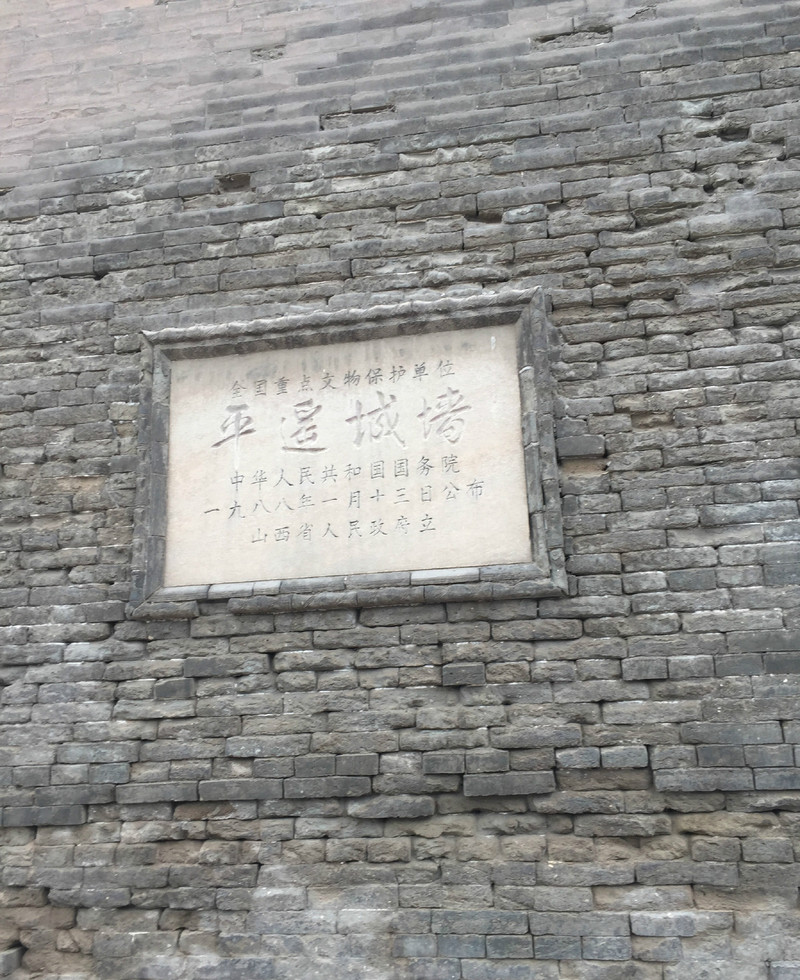 全国重点文物保护单位
平遥城墙
中华人民共和国国务院
一九八八年一月十三日公布
山西省人民政府立